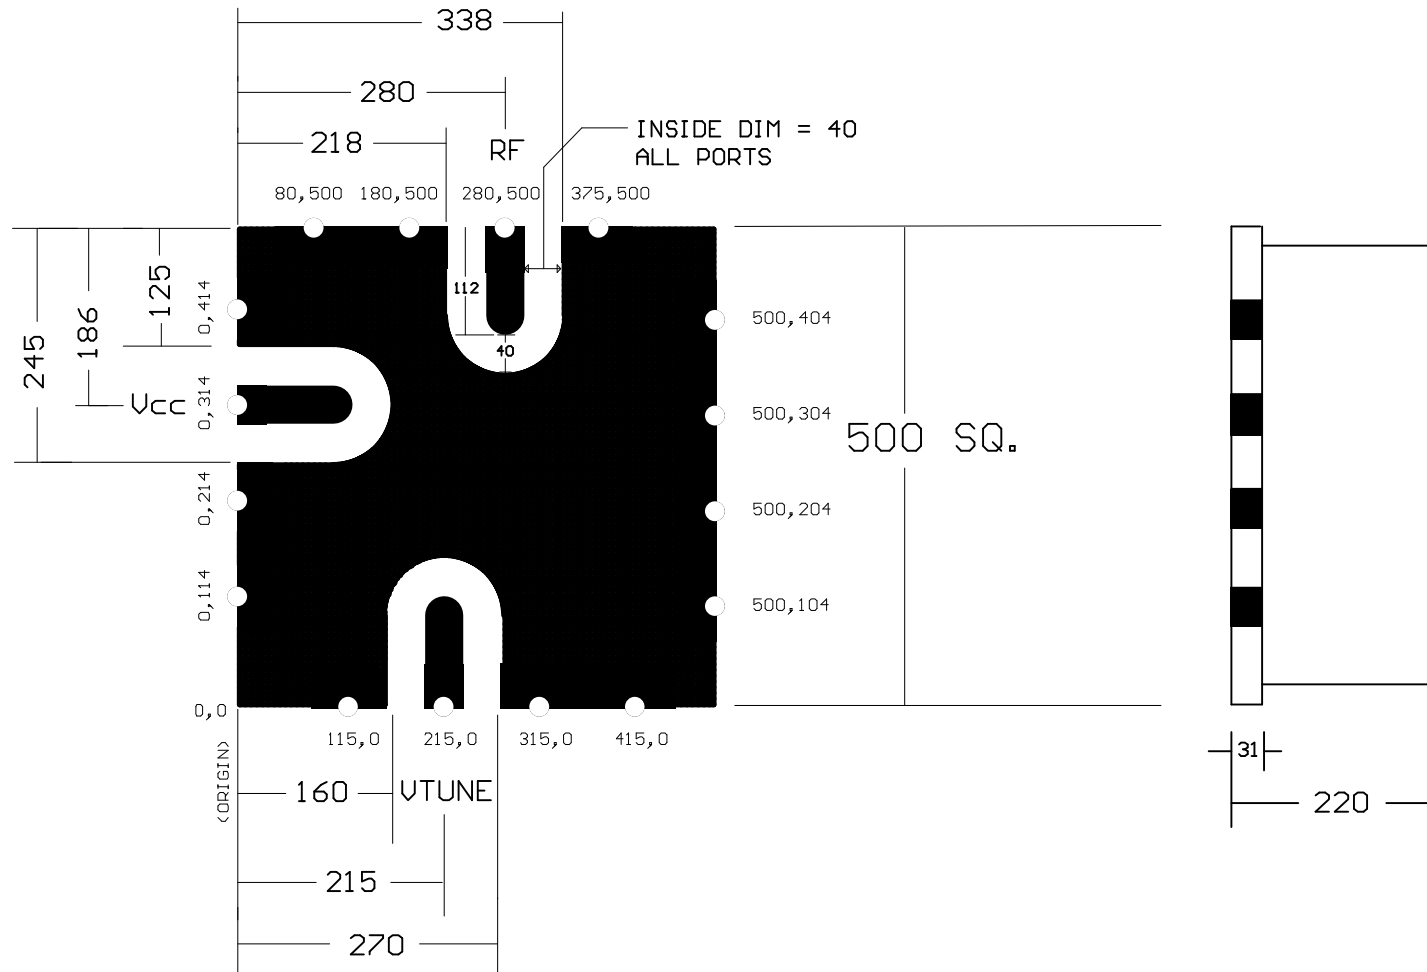 338
280
218
RF
INSIDE DIM = 40
ALL PORTS
80,500 180,500 280,500 375,500
112
40
245
186
125
0,414
Vcc
0,314
0,214
0,114
500,404
500,304
500 SQ.
500,204
500,104
0,0
(ORIGIN)
115,0 215,0 315,0 415,0
160
VTUNE
215
270
31
220